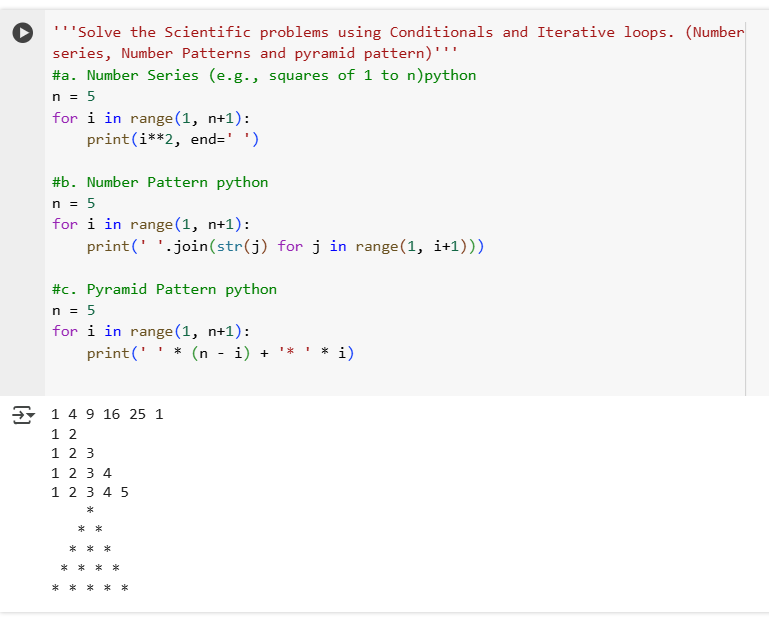 '''Solve the Scientific problems using Conditionals and Iterative loops. (Number
series, Number Patterns and pyramid pattern)'''
#a. Number Series (e.g., squares of 1 to n)python
n = 5
for i in range(1, n+1):
    print(i**2, end=' ')

#b. Number Pattern python
n = 5
for i in range(1, n+1):
    print(' '.join(str(j) for j in range(1, i+1)))

#c. Pyramid Pattern python
n = 5
for i in range(1, n+1):
    print(' ' * (n - i) + '* ' * i)

1 4 9 16 25 1
1 2
1 2 3
1 2 3 4
1 2 3 4 5
    *
   * *
  * * *
 * * * *
* * * * *